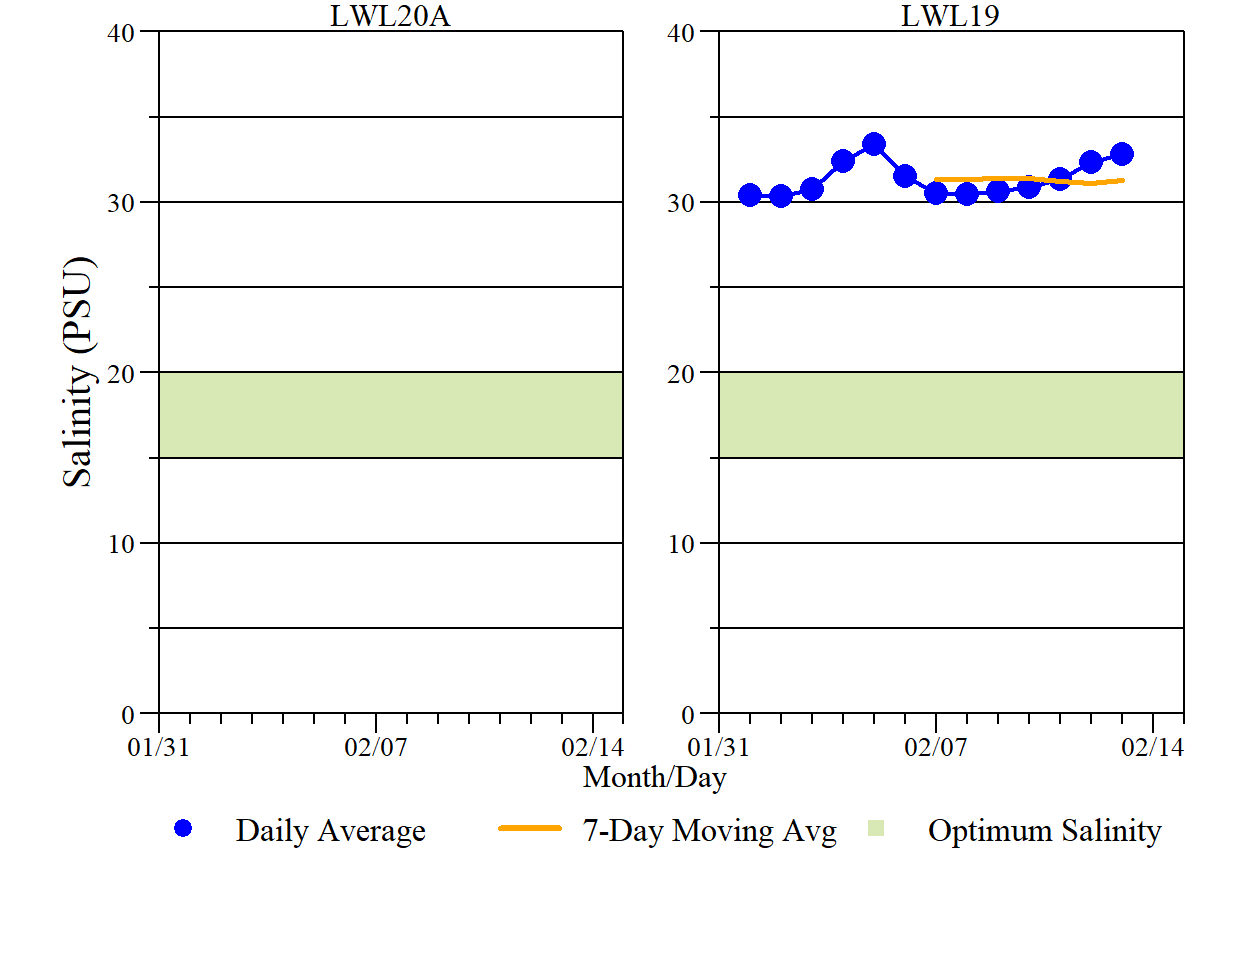 LWL20A
LWL19
Salinity (PSU)
40
30
20
10
0
01/31
02/07
02/14
40
30
20
10
0
01/31
02/07
02/14
Month/Day
Daily Average
7-Day Moving Avg
Optimum Salinity